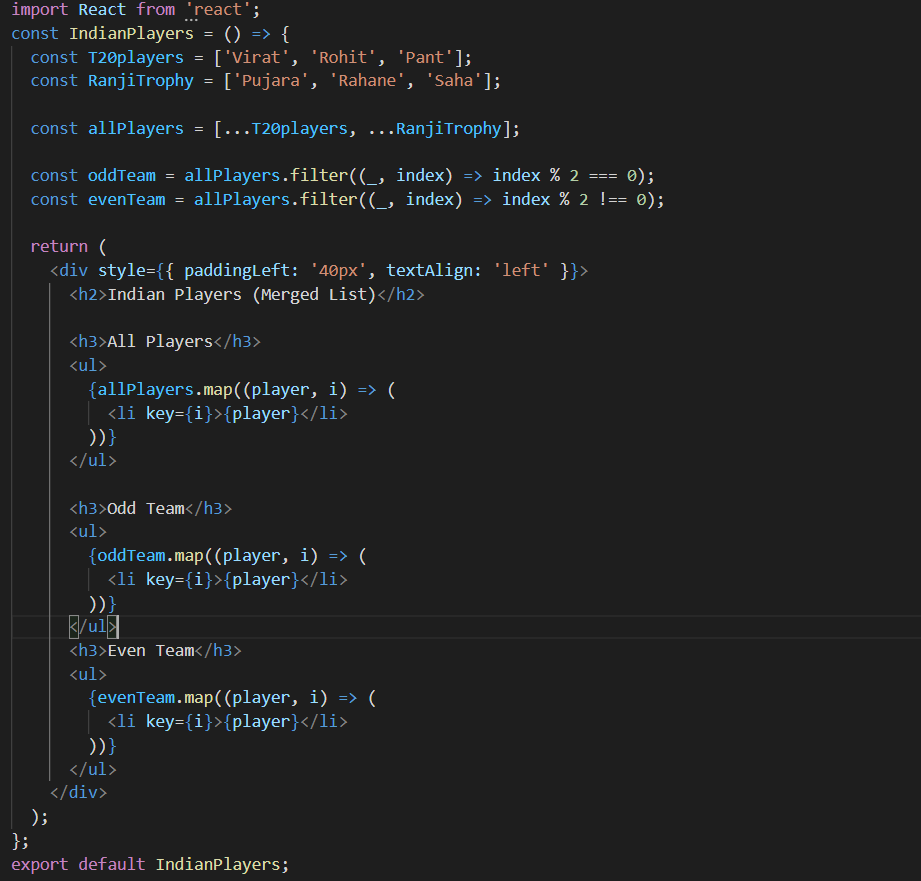 import React from 'react';
const IndianPlayers = () => {
  const T20players = ['Virat', 'Rohit', 'Pant'];
  const RanjiTrophy = ['Pujara', 'Rahane', 'Saha'];

  const allPlayers = [...T20players, ...RanjiTrophy];

  const oddTeam = allPlayers.filter((_, index) => index % 2 === 0);
  const evenTeam = allPlayers.filter((_, index) => index % 2 !== 0);

  return (
    <div style={{ paddingLeft: '40px', textAlign: 'left' }}>
      <h2>Indian Players (Merged List)</h2>

      <h3>All Players</h3>
      <ul>
        {allPlayers.map((player, i) => (
          <li key={i}>{player}</li>
        ))}
      </ul>

      <h3>Odd Team</h3>
      <ul>
        {oddTeam.map((player, i) => (
          <li key={i}>{player}</li>
        ))}
      </ul>
      <h3>Even Team</h3>
      <ul>
        {evenTeam.map((player, i) => (
          <li key={i}>{player}</li>
        ))}
      </ul>
    </div>
  );
};
export default IndianPlayers;